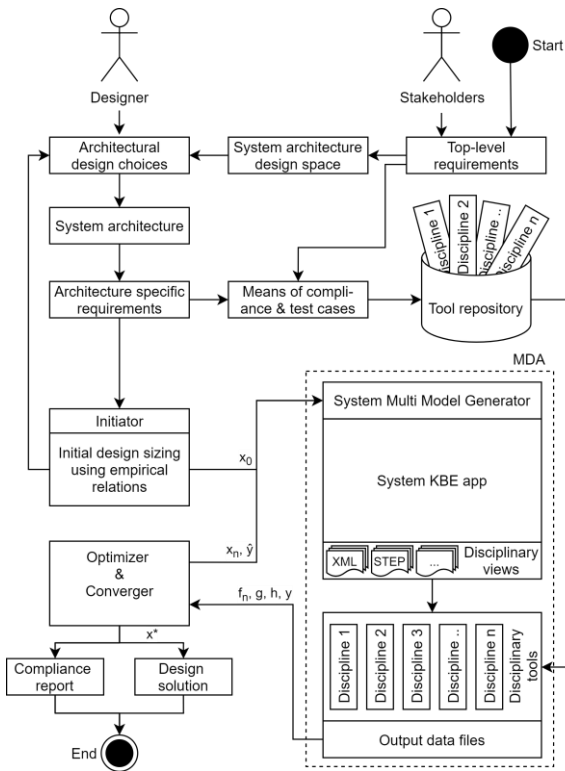 Start
Designer
Stakeholders
Architectural
design choices
System architecture
design space
Top-level
requirements
System architecture
Discipline 1
Discipline 2
Discipline ..
Discipline n
Architecture specific
requirements
Means of compli-
ance & test cases
Tool repository
MDA
Initiator
Initial design sizing
using empirical
relations
x0
System Multi Model Generator
System KBE app
XML
STEP
...
Disciplinary
views
Optimizer
&
Converger
xn, ŷ
fn, g, h, y
x*
Compliance
report
Design
solution
End
Discipline 1
Discipline 2
Discipline 3
Discipline ..
Discipline n
Disciplinary
tools
Output data files